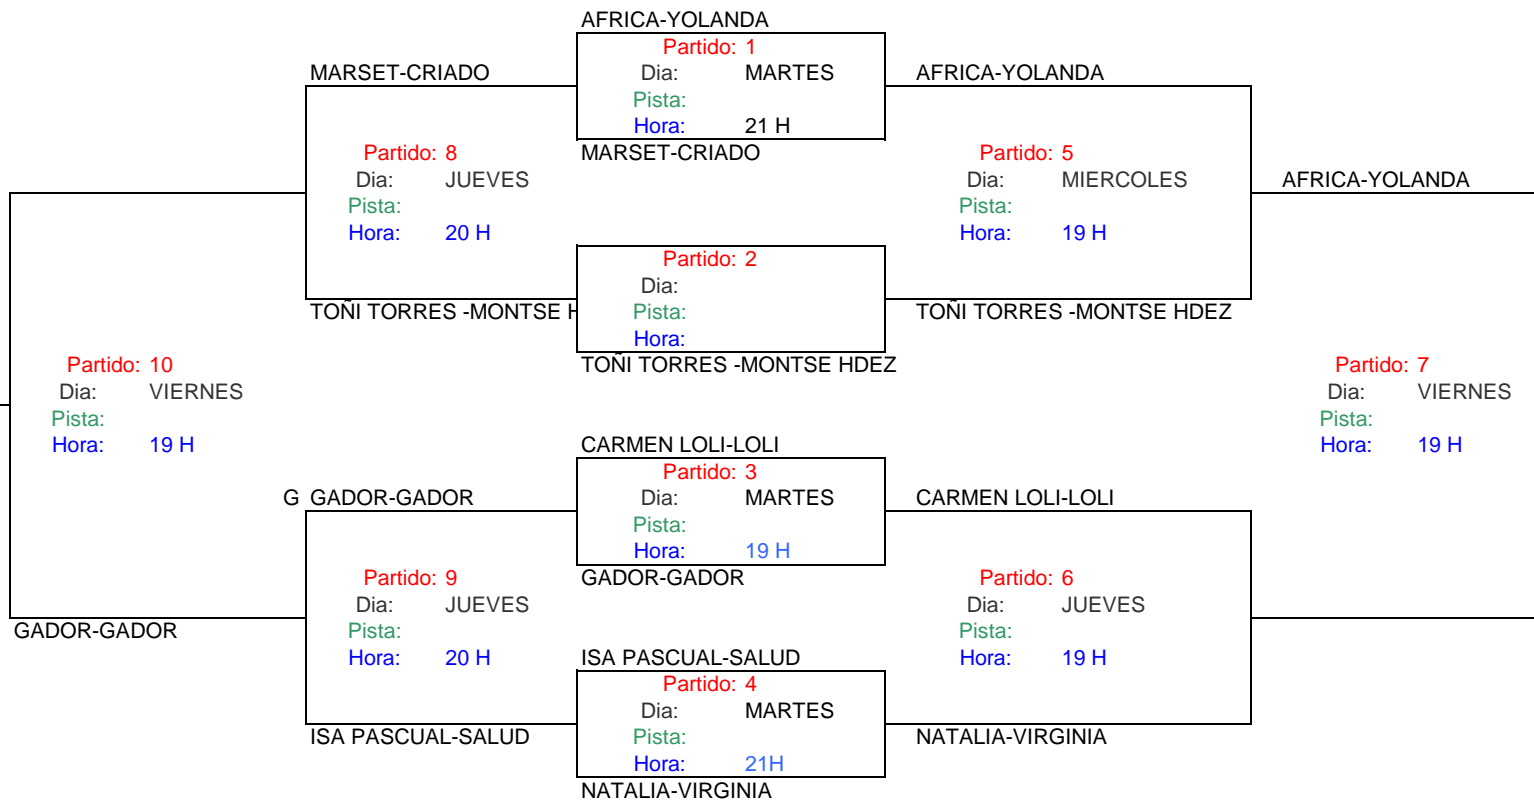 AFRICA-YOLANDA
Partido: 1
MARSET-CRIADO
Dia: MARTES
AFRICA-YOLANDA
Pista:
Hora: 21 H
MARSET-CRIADO
Partido: 8
Dia: JUEVES
Pista:
Hora: 20 H
Partido: 5
Dia: MIERCOLES
Pista:
Hora: 19 H
AFRICA-YOLANDA
Partido: 2
Dia:
Pista:
Hora:
TOÑI TORRES -MONTSE H
TOÑI TORRES -MONTSE HDEZ
TOÑI TORRES -MONTSE HDEZ
Partido: 10
Dia: VIERNES
Pista:
Hora: 19 H
Partido: 7
Dia: VIERNES
Pista:
Hora: 19 H
CARMEN LOLI-LOLI
Partido: 3
G GADOR-GADOR
Dia: MARTES
CARMEN LOLI-LOLI
Pista:
Hora: 19 H
GADOR-GADOR
Partido: 9
Dia: JUEVES
Pista:
Hora: 20 H
Partido: 6
Dia: JUEVES
Pista:
Hora: 19 H
GADOR-GADOR
ISA PASCUAL-SALUD
Partido: 4
Dia: MARTES
ISA PASCUAL-SALUD
Pista:
NATALIA-VIRGINIA
Hora: 21H
NATALIA-VIRGINIA